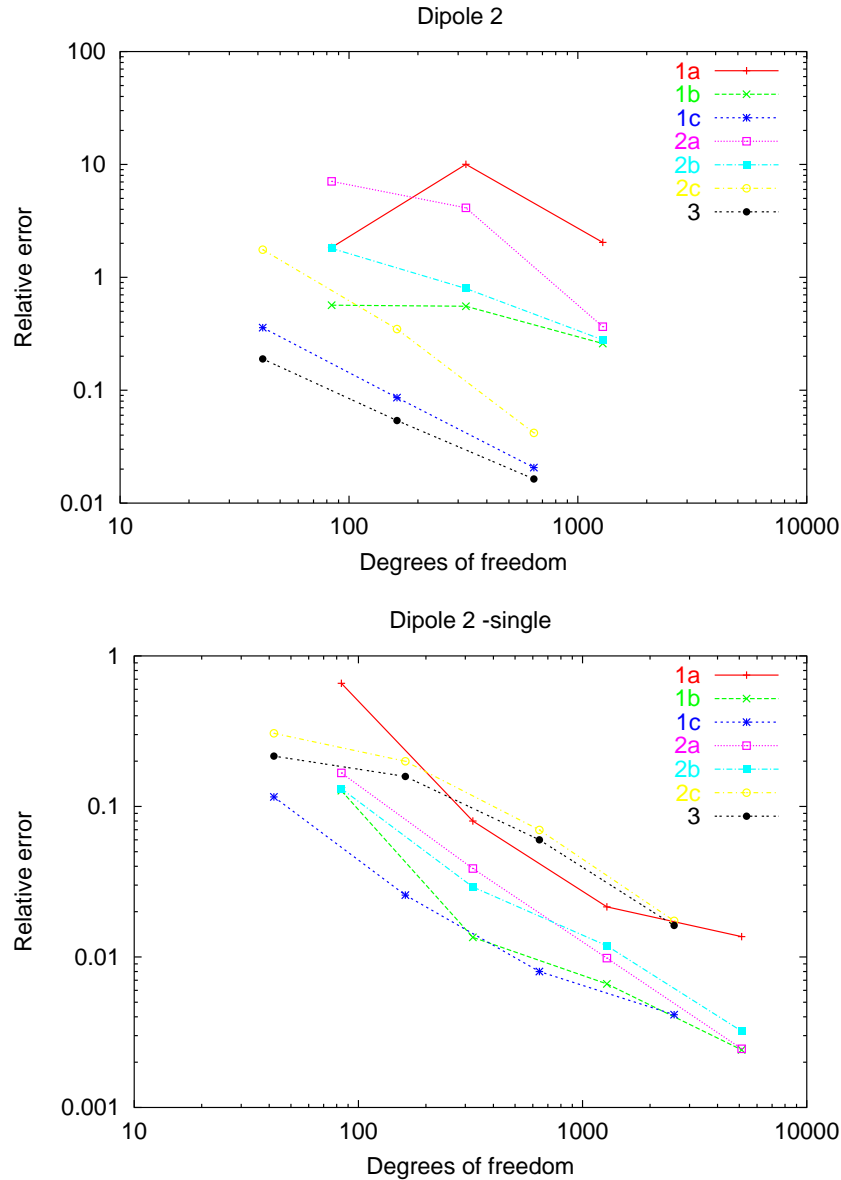 Dipole 2
100
10
1
0.1
0.01
10
100
1000
10000
Relative error
Degrees of freedom
1a
1b
1c
2a
2b
2c
3
Dipole 2 -single
1
0.1
0.01
0.001
10
100
1000
10000
Relative error
Degrees of freedom
1a
1b
1c
2a
2b
2c
3